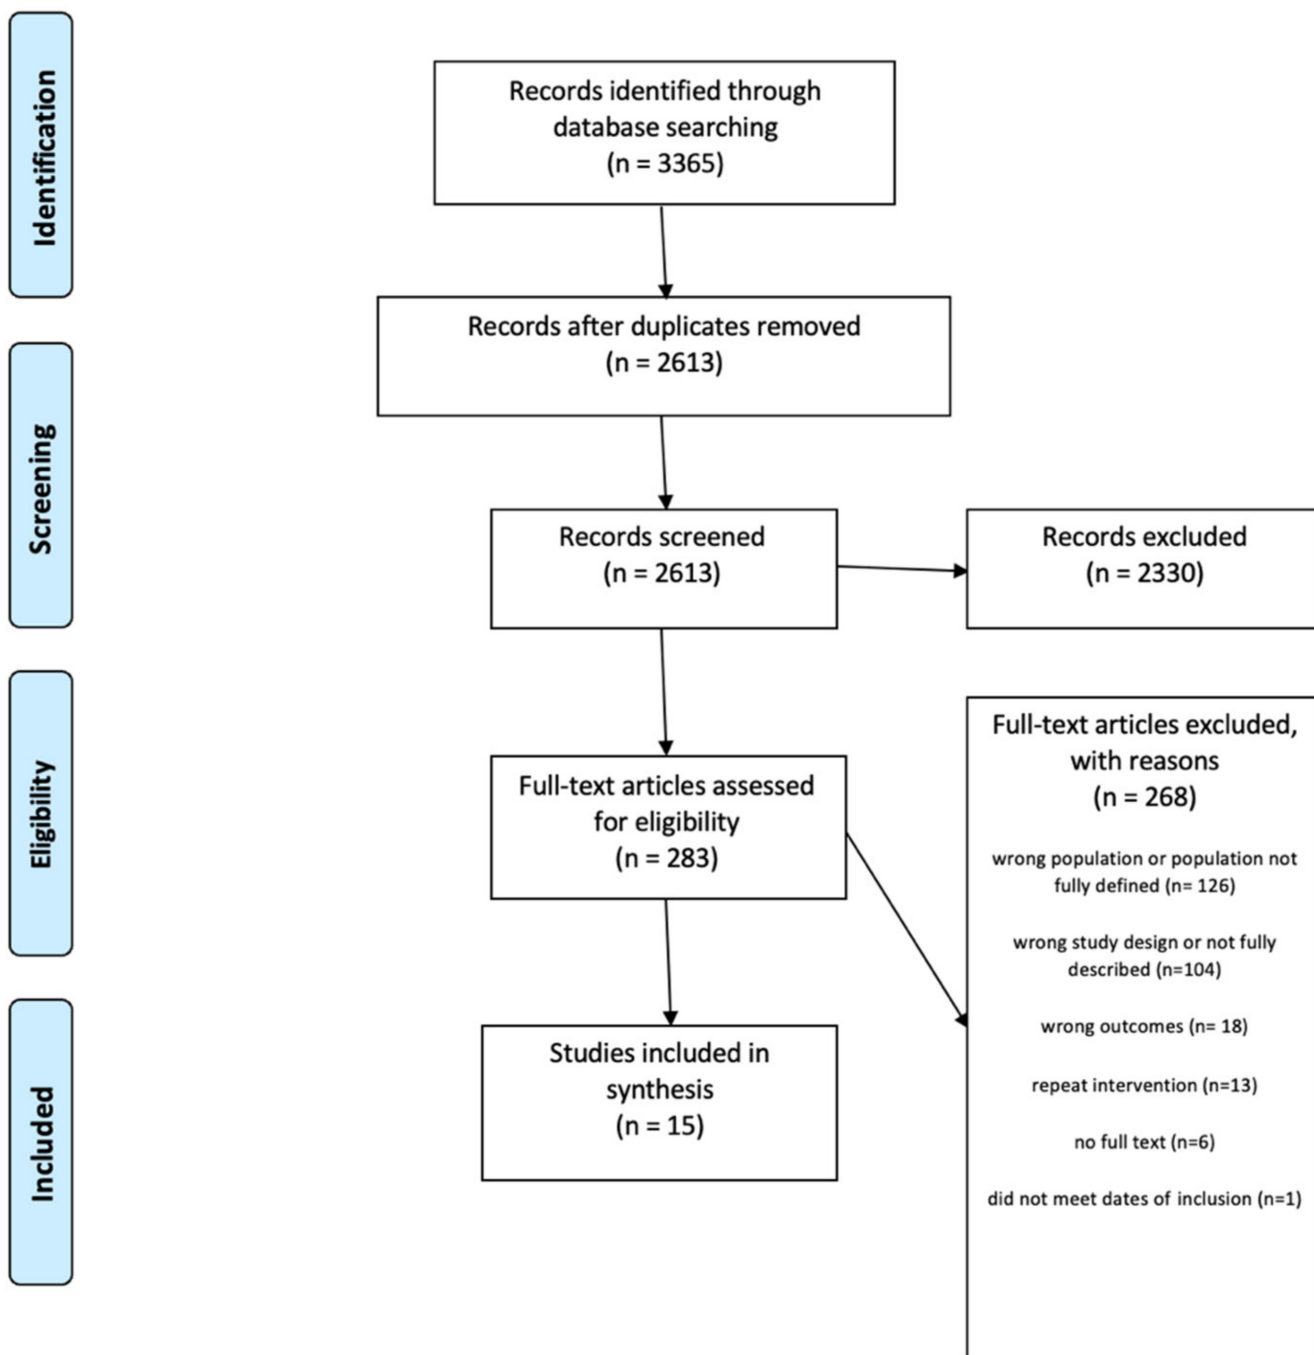 Identification
Records identified through
database searching
(n = 3365)
Records after duplicates removed
(n = 2613)
Screening
Records screened
(n = 2613)
Records excluded
(n = 2330)
Eligibility
Full-text articles assessed
for eligibility
(n = 283)
Full-text articles excluded,
with reasons
(n = 268)
wrong population or population not
fully defined (n= 126)
wrong study design or not fully
described (n=104)
wrong outcomes (n= 18)
repeat intervention (n=13)
no full text (n=6)
did not meet dates of inclusion (n=1)
Included
Studies included in
synthesis
(n = 15)